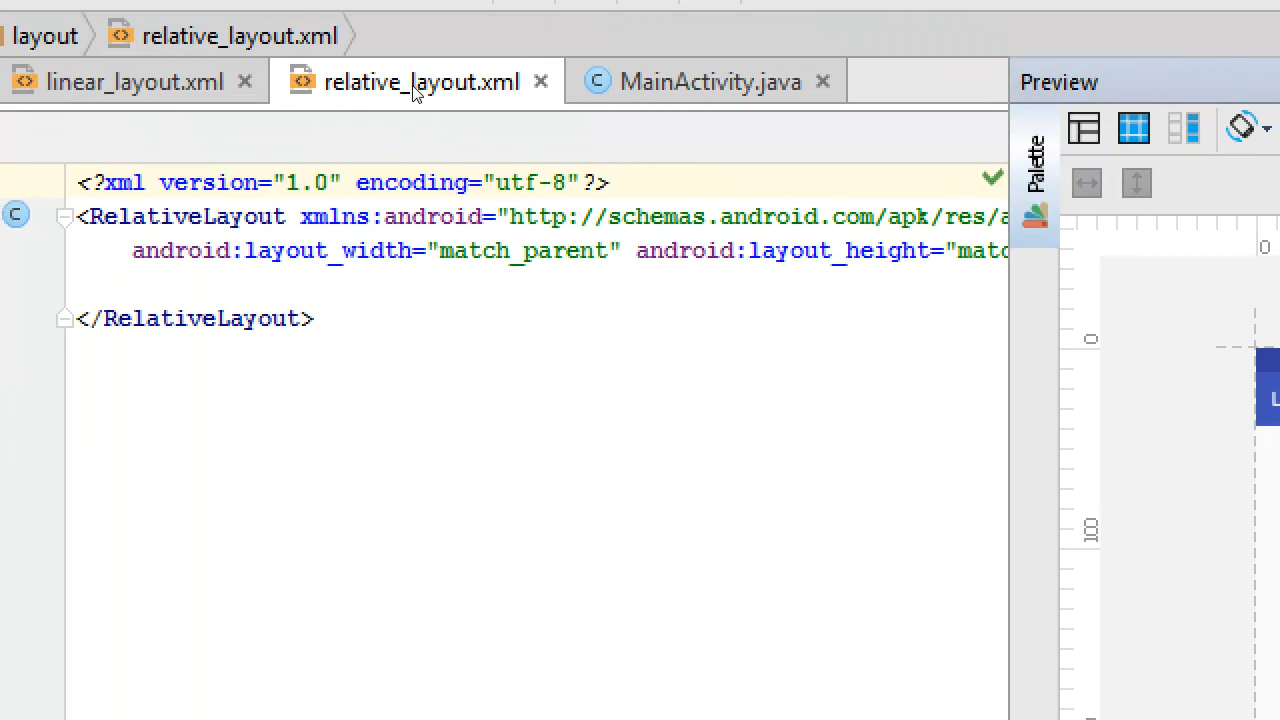 layout relative_layout.xml
linear_layout.xml relative_layout.xml MainActivity.java Preview
Palette
<?xml version="1.0" encoding="utf-8"?>
<RelativeLayout xmlns:android="http://schemas.android.com/apk/res/a
android:layout_width="match_parent" android:layout_height="matc
</RelativeLayout>
0
0
100
L